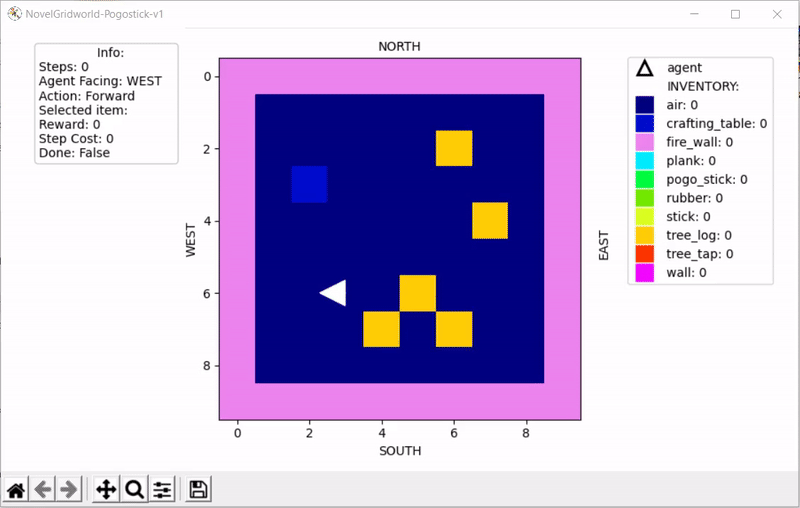 NovelGridworld-Pogostick-v1
Info:
Steps: 0
Agent Facing: WEST
Action: Forward
Selected item:
Reward: 0
Step Cost: 0
Done: False
NORTH
WEST
EAST
SOUTH
0
2
4
6
8
0
2
4
6
8
agent
INVENTORY:
air: 0
crafting_table: 0
fire_wall: 0
plank: 0
pogo_stick: 0
rubber: 0
stick: 0
tree_log: 0
tree_tap: 0
wall: 0